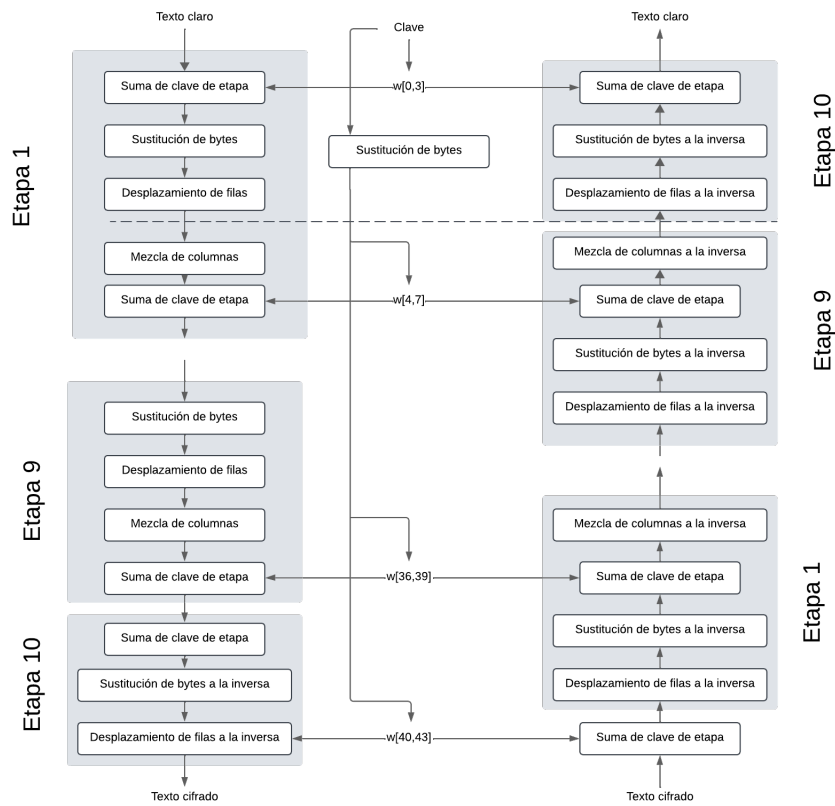 Texto claro
Etapa 1
Suma de clave de etapa
Sustitución de bytes
Desplazamiento de filas
Mezcla de columnas
Suma de clave de etapa
Etapa 9
Sustitución de bytes
Desplazamiento de filas
Mezcla de columnas
Suma de clave de etapa
Etapa 10
Suma de clave de etapa
Sustitución de bytes a la inversa
Desplazamiento de filas a la inversa
Texto cifrado
Clave
w[0,3]
Sustitución de bytes
w[4,7]
w[36,39]
w[40,43]
Texto claro
Suma de clave de etapa
Sustitución de bytes a la inversa
Desplazamiento de filas a la inversa
Etapa 10
Mezcla de columnas a la inversa
Suma de clave de etapa
Sustitución de bytes a la inversa
Desplazamiento de filas a la inversa
Etapa 9
Mezcla de columnas a la inversa
Suma de clave de etapa
Sustitución de bytes a la inversa
Desplazamiento de filas a la inversa
Etapa 1
Suma de clave de etapa
Texto cifrado